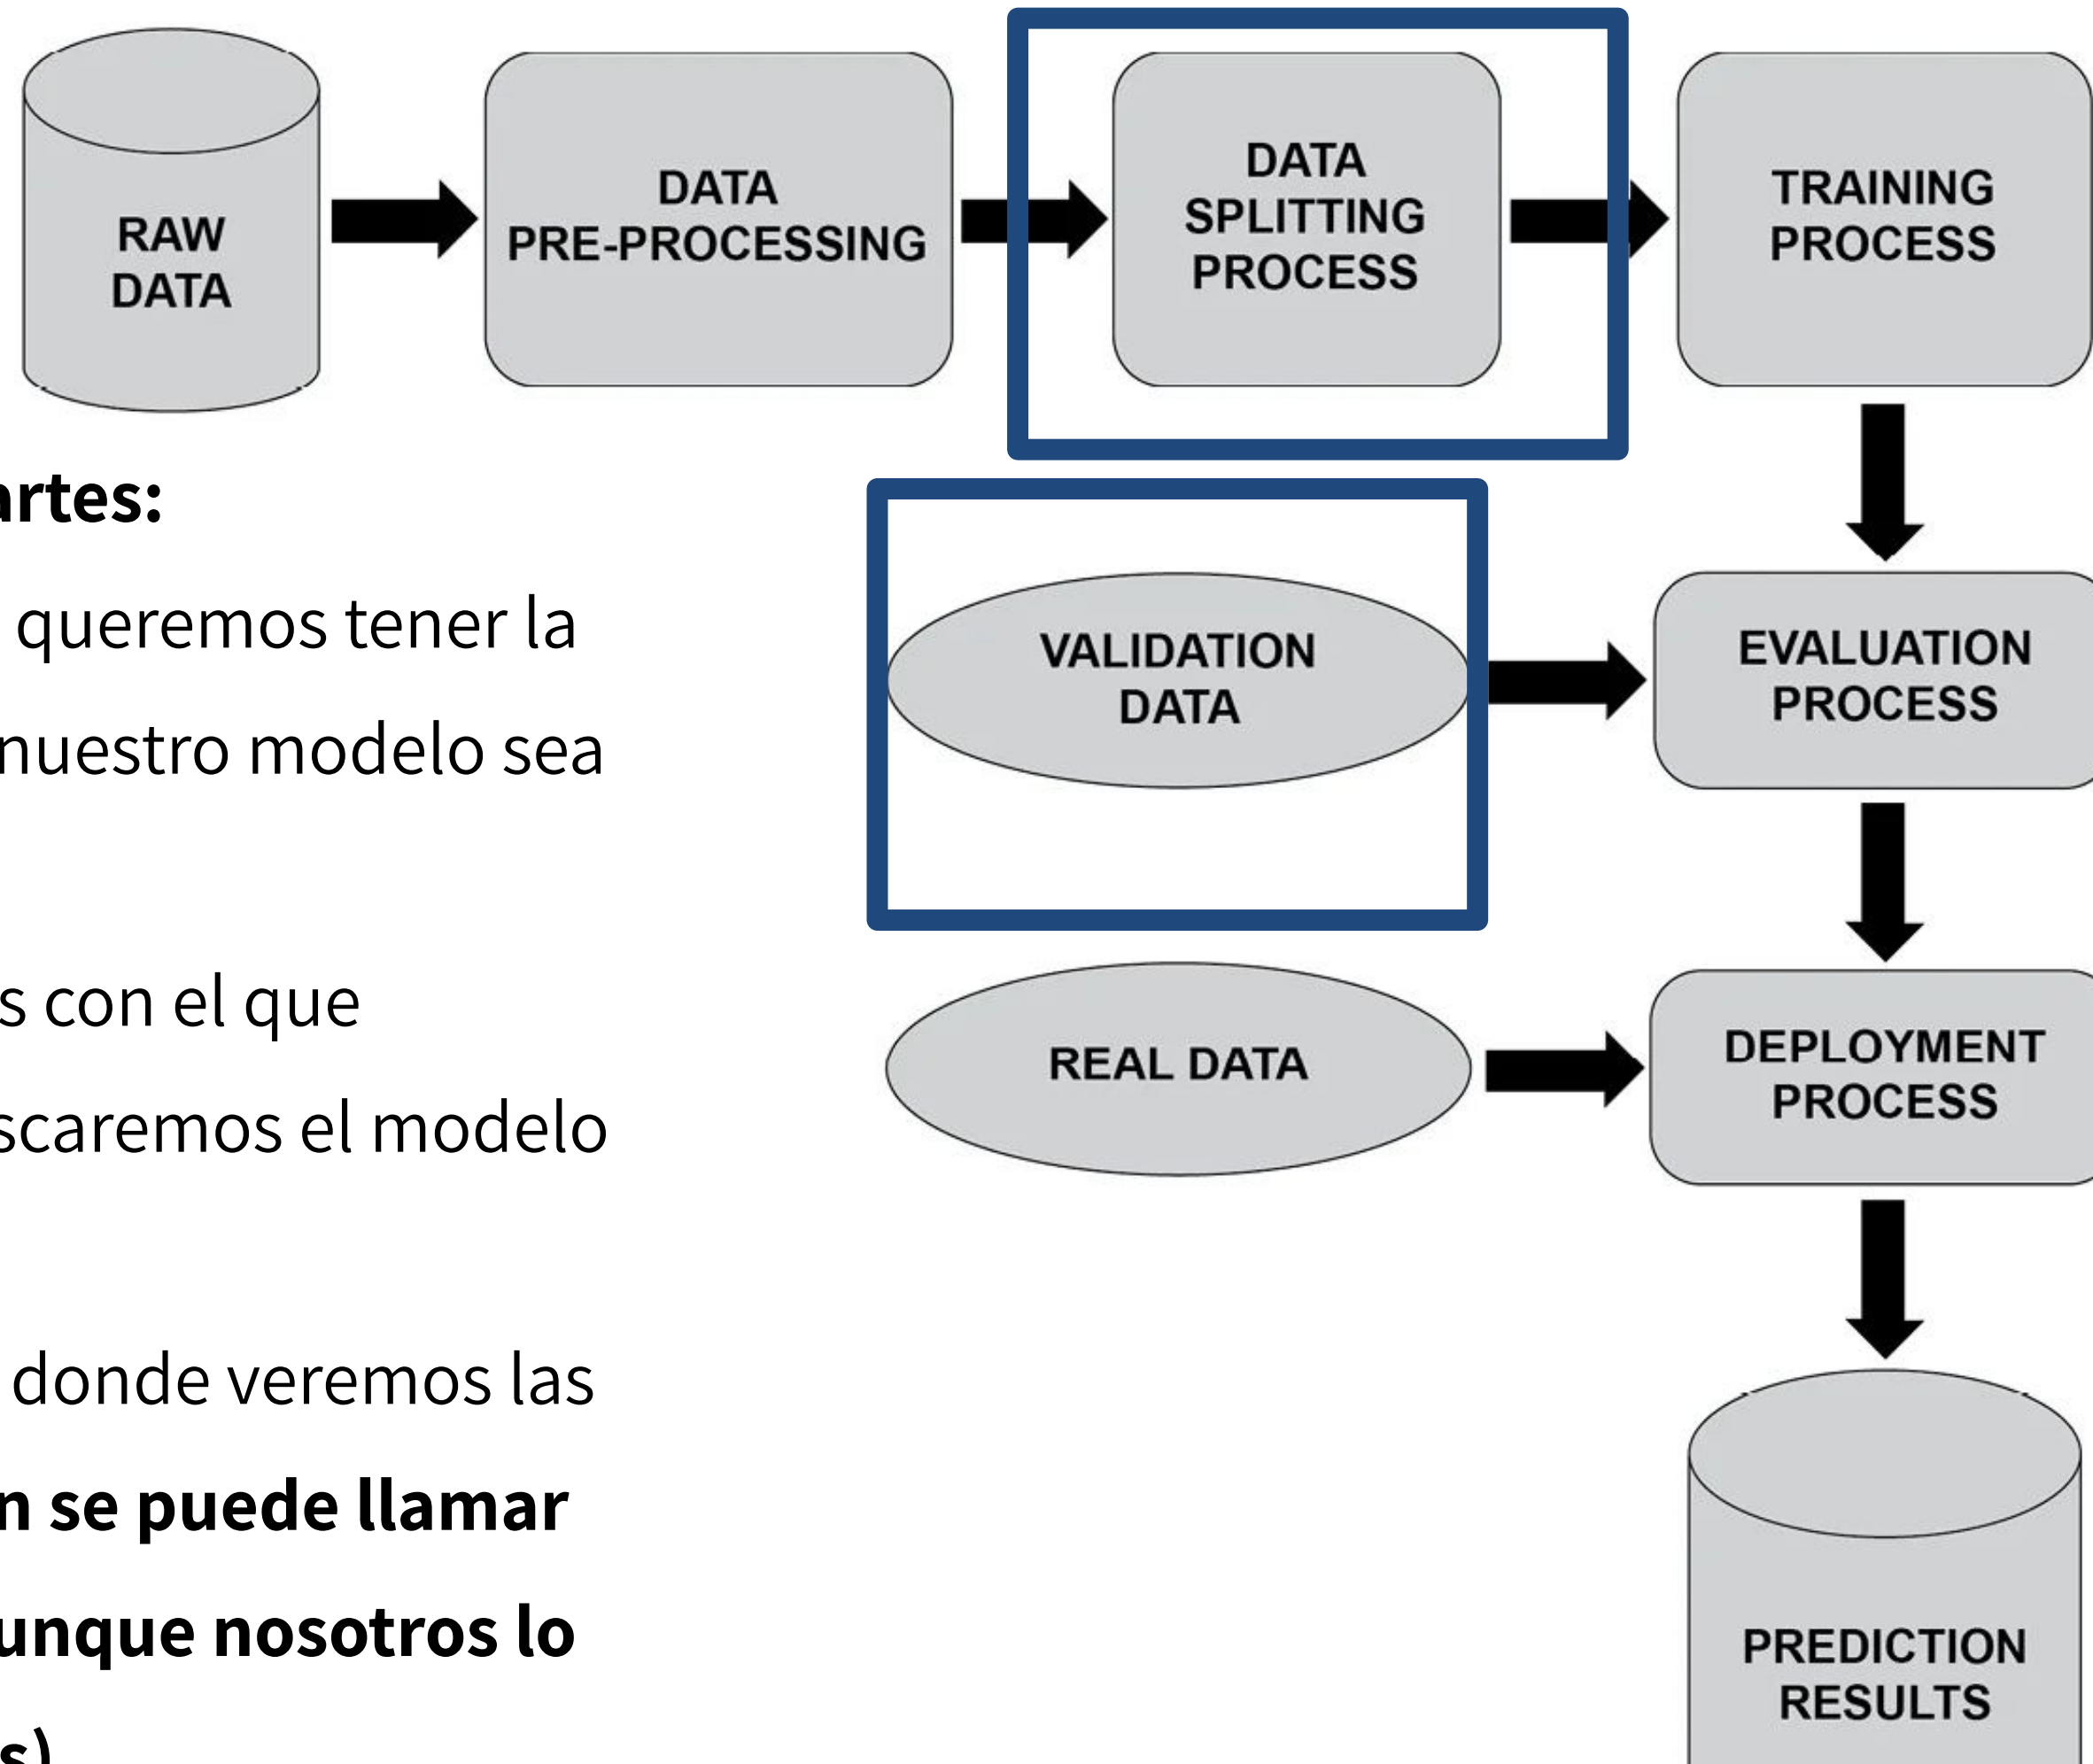 RAW
DATA
DATA
PRE-PROCESSING
DATA
SPLITTING
PROCESS
TRAINING
PROCESS
artes:
queremos tener la
nuestro modelo sea
s con el que
scaremos el modelo
donde veremos las
n se puede llamar
unque nosotros lo
s)
VALIDATION
DATA
EVALUATION
PROCESS
REAL DATA
DEPLOYMENT
PROCESS
PREDICTION
RESULTS